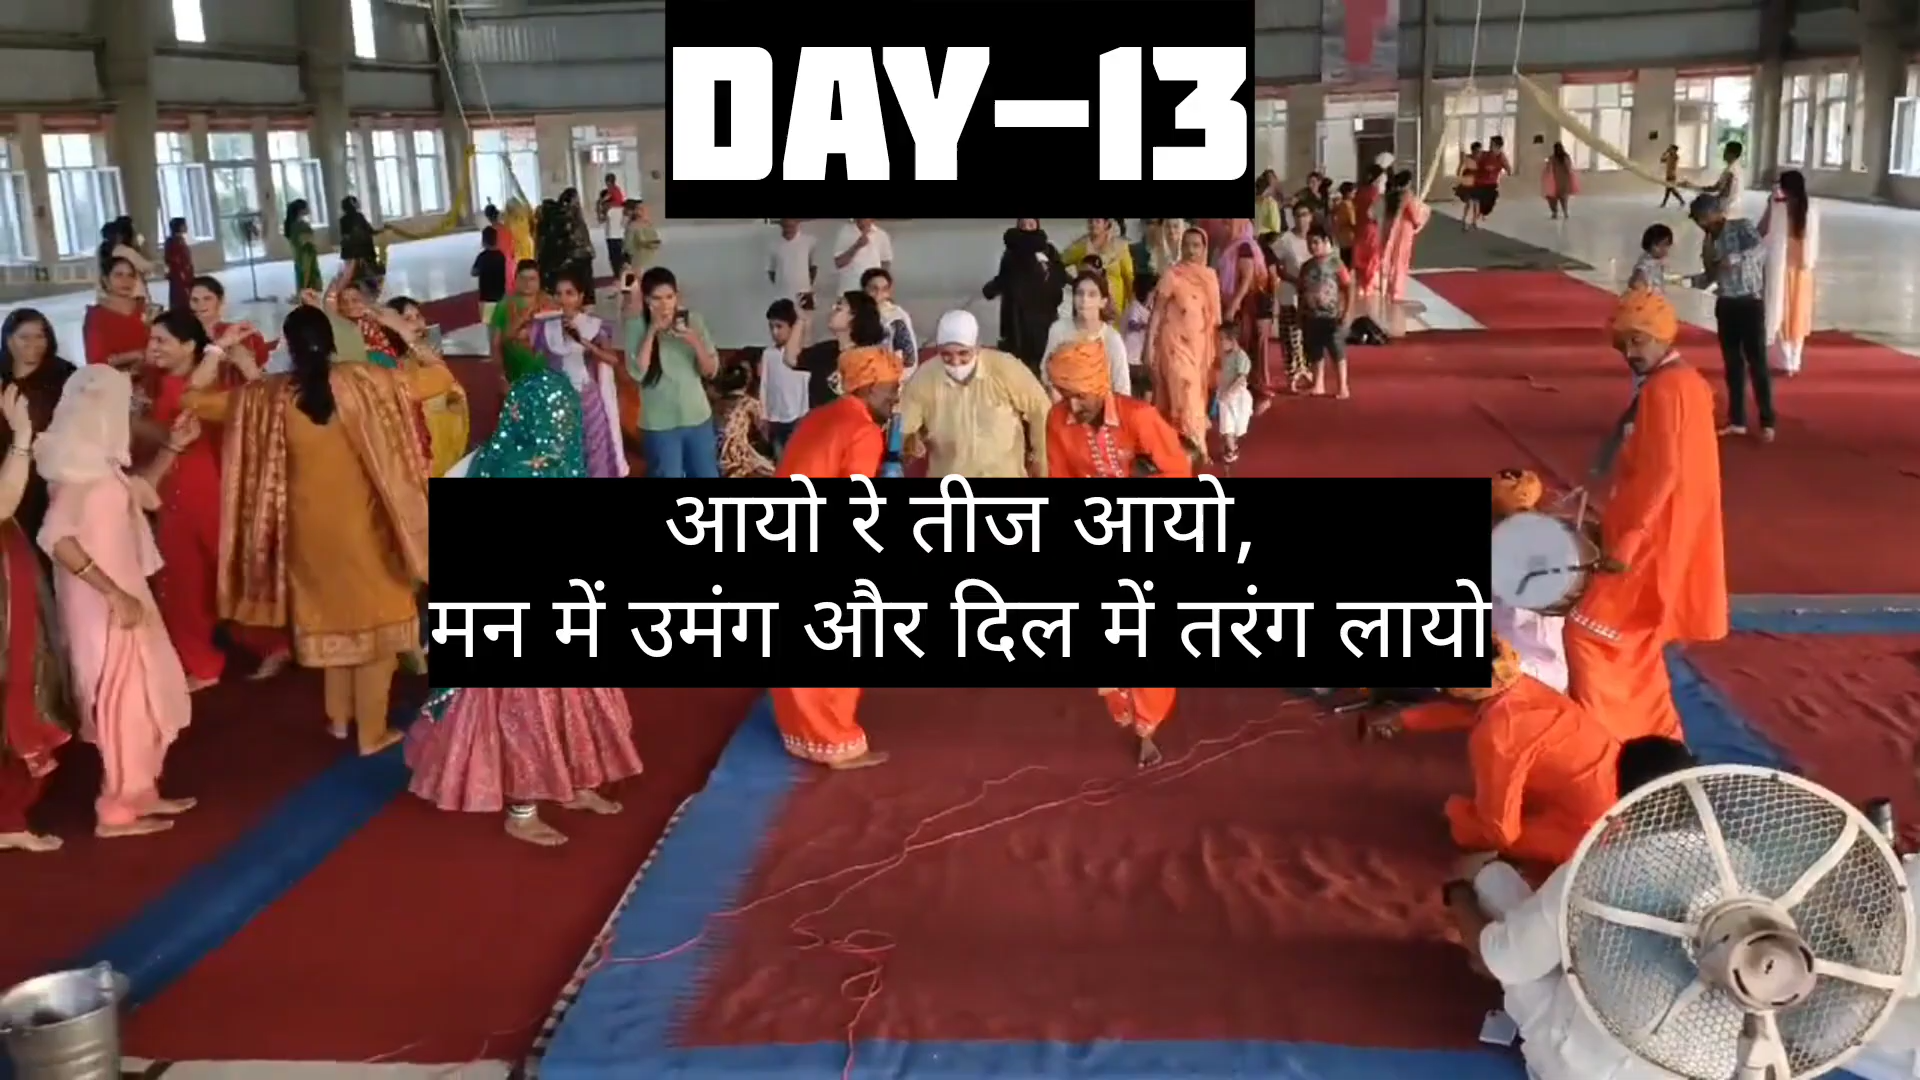 DAY-13
आयो रे तीज आयो,
मन में उमंग और दिल में तरंग लायो